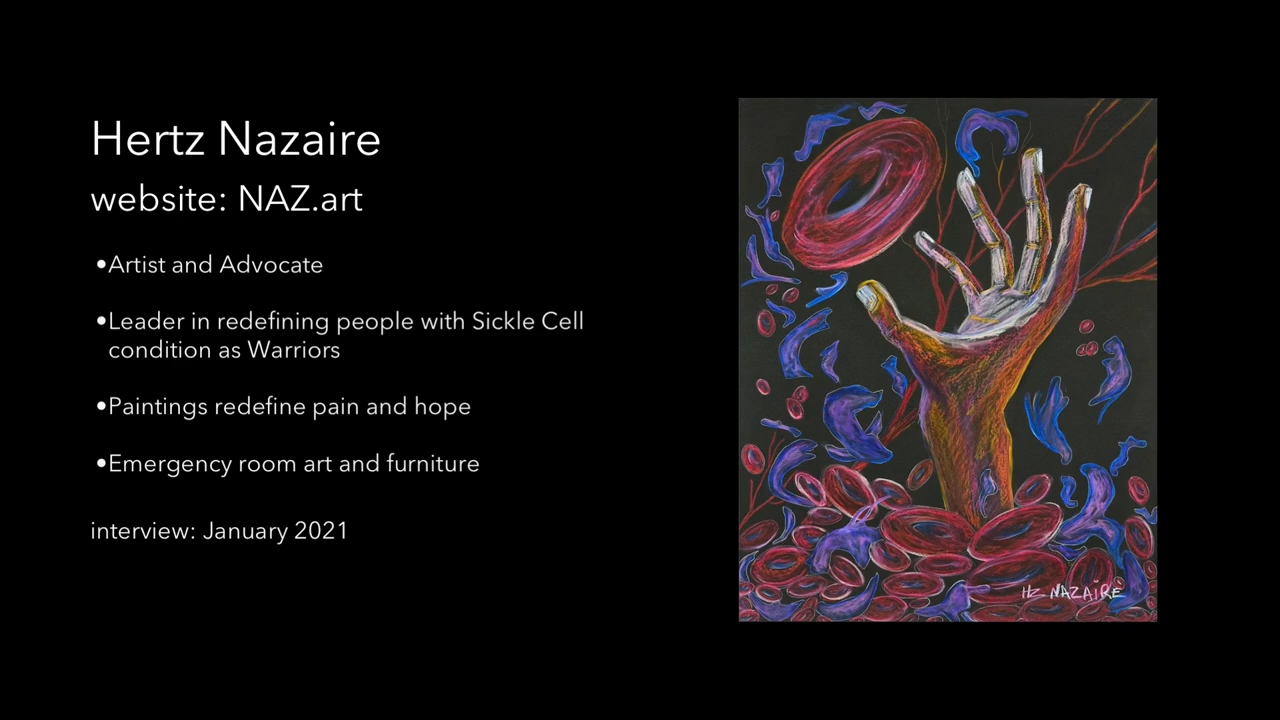 Hertz Nazaire
website: NAZ.art
•Artist and Advocate
•Leader in redefining people with Sickle Cell
condition as Warriors
•Paintings redefine pain and hope
•Emergency room art and furniture
interview: January 2021
Hz NAZAiRE